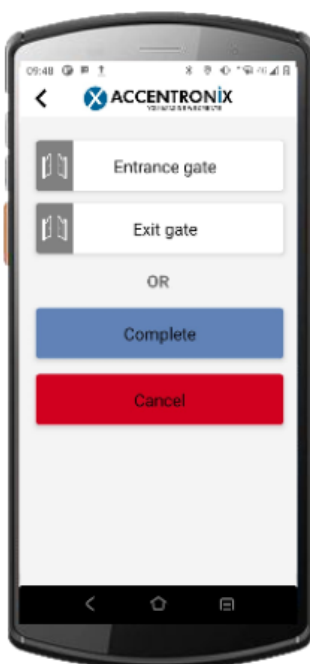 09:48
ACCENTRONIX
Entrance gate
Exit gate
OR
Complete
Cancel